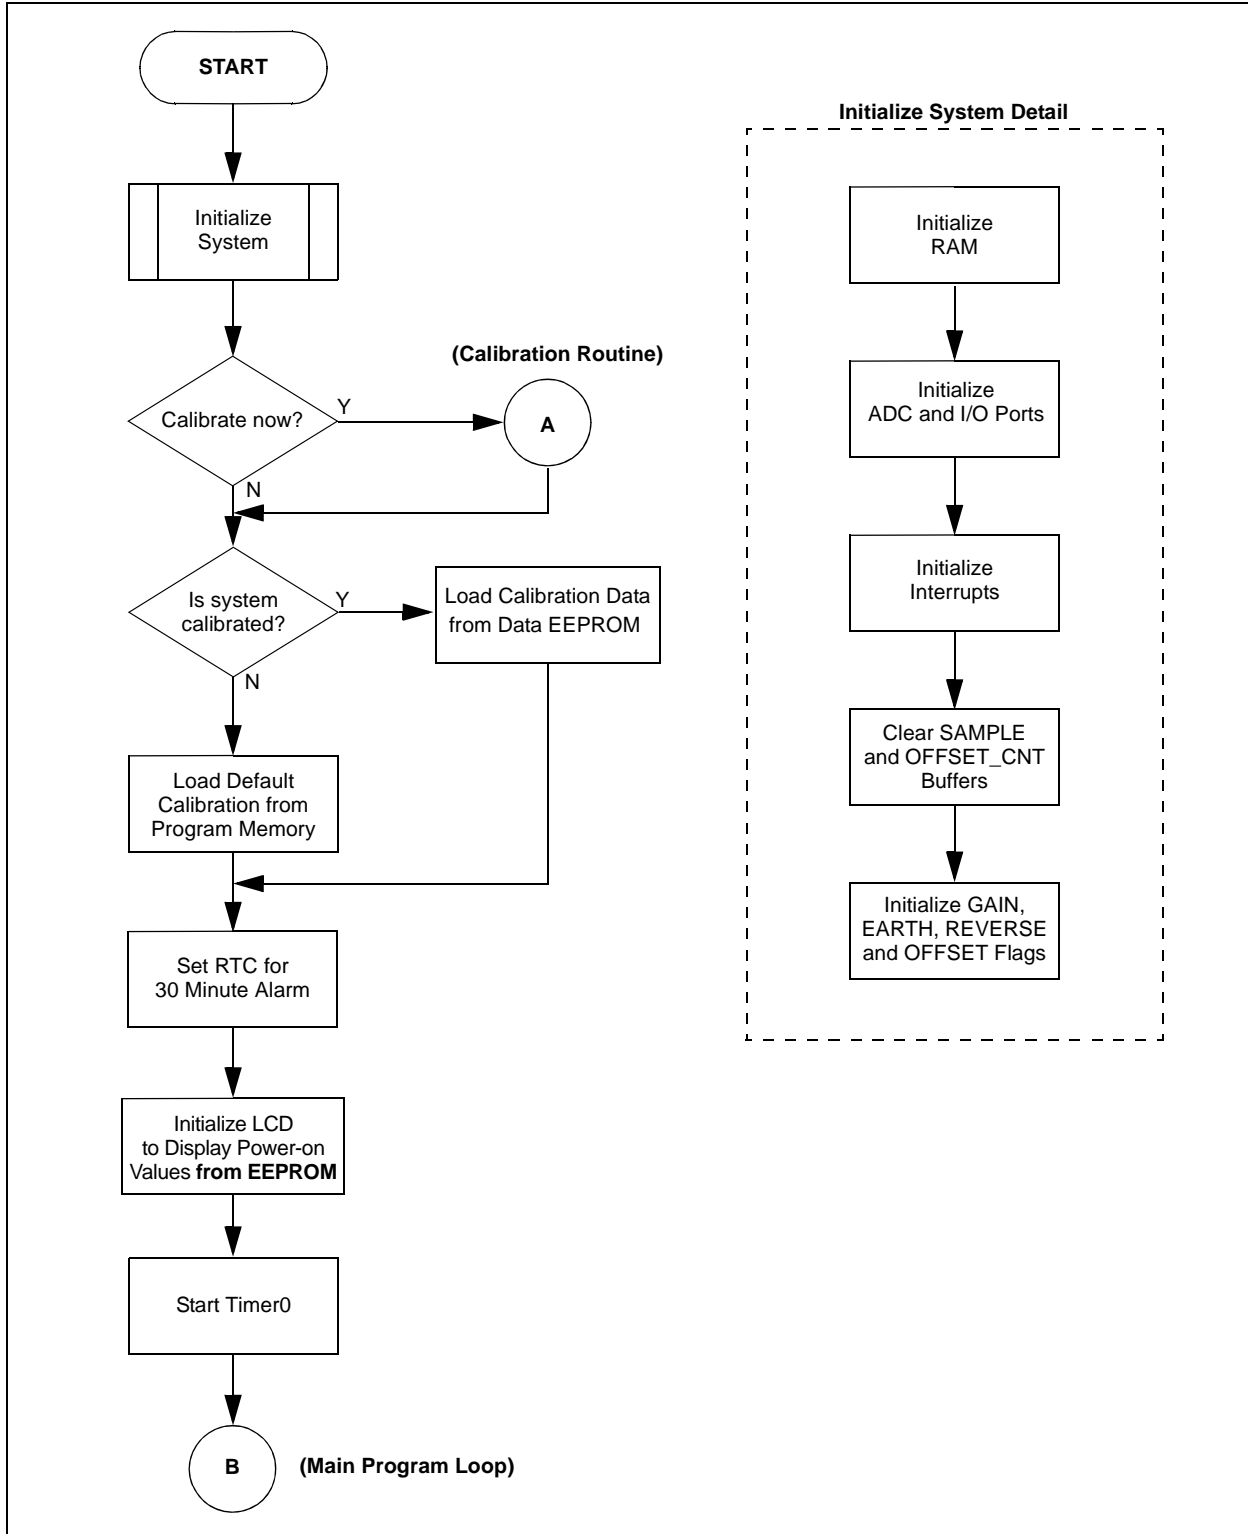 START
Initialize
System
(Calibration Routine)
Calibrate now?
Y
A
N
Is system
calibrated?
Y
Load Calibration Data
from Data EEPROM
N
Load Default
Calibration from
Program Memory
Set RTC for
30 Minute Alarm
Initialize LCD
to Display Power-on
Values from EEPROM
Start Timer0
B
(Main Program Loop)
Initialize System Detail
Initialize
RAM
Initialize
ADC and I/O Ports
Initialize
Interrupts
Clear SAMPLE
and OFFSET_CNT
Buffers
Initialize GAIN,
EARTH, REVERSE
and OFFSET Flags